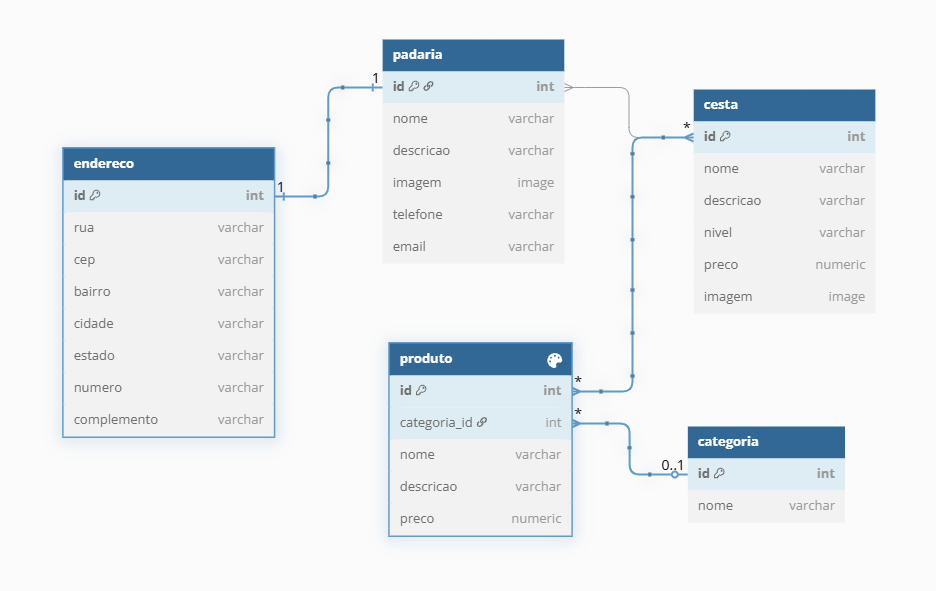 padaria
1
id int
nome varchar
descricao varchar
imagem image
telefone varchar
email varchar
cesta
*
id int
nome varchar
descricao varchar
nivel varchar
preco numeric
imagem image
endereco
1
id int
rua varchar
cep varchar
bairro varchar
cidade varchar
estado varchar
numero varchar
complemento varchar
produto
*
id int
*
categoria_id int
nome varchar
descricao varchar
preco numeric
categoria
0..1
id int
nome varchar